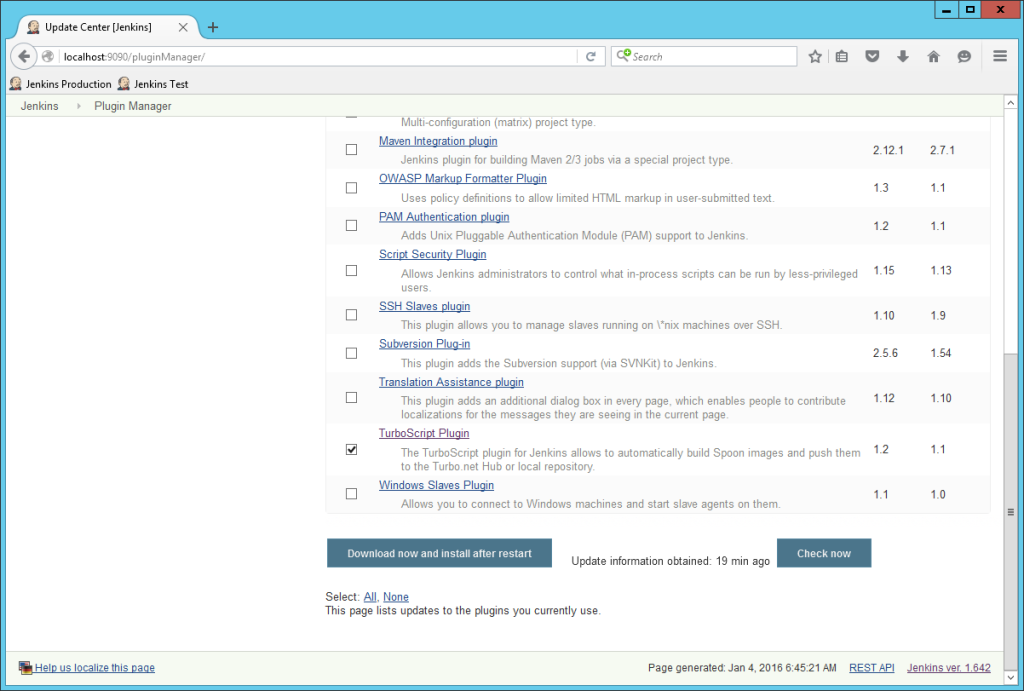 Update Center [Jenkins]
localhost:9090/pluginManager/
Search
Jenkins Production
Jenkins Test
Jenkins
Plugin Manager
Multi-configuration (matrix) project type.
Maven Integration plugin
Jenkins plugin for building Maven 2/3 jobs via a special project type.
2.12.1 2.7.1
OWASP Markup Formatter Plugin
Uses policy definitions to allow limited HTML markup in user-submitted text.
1.3 1.1
PAM Authentication plugin
Adds Unix Pluggable Authentication Module (PAM) support to Jenkins.
1.2 1.1
Script Security Plugin
Allows Jenkins administrators to control what in-process scripts can be run by less-privileged
users.
1.15 1.13
SSH Slaves plugin
This plugin allows you to manage slaves running on \*nix machines over SSH.
1.10 1.9
Subversion Plug-in
This plugin adds the Subversion support (via SVNKit) to Jenkins.
2.5.6 1.54
Translation Assistance plugin
This plugin adds an additional dialog box in every page, which enables people to contribute
localizations for the messages they are seeing in the current page.
1.12 1.10
TurboScript Plugin
The TurboScript plugin for Jenkins allows to automatically build Spoon images and push them
to the Turbo.net Hub or local repository.
1.2 1.1
Windows Slaves Plugin
Allows you to connect to Windows machines and start slave agents on them.
1.1 1.0
Download now and install after restart
Update information obtained: 19 min ago
Check now
Select: All, None
This page lists updates to the plugins you currently use.
Help us localize this page
Page generated: Jan 4, 2016 6:45:21 AM
REST API
Jenkins ver. 1.642